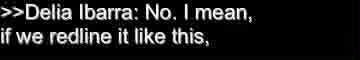 >>Delia Ibarra: No. I mean,
if we redline it like this,